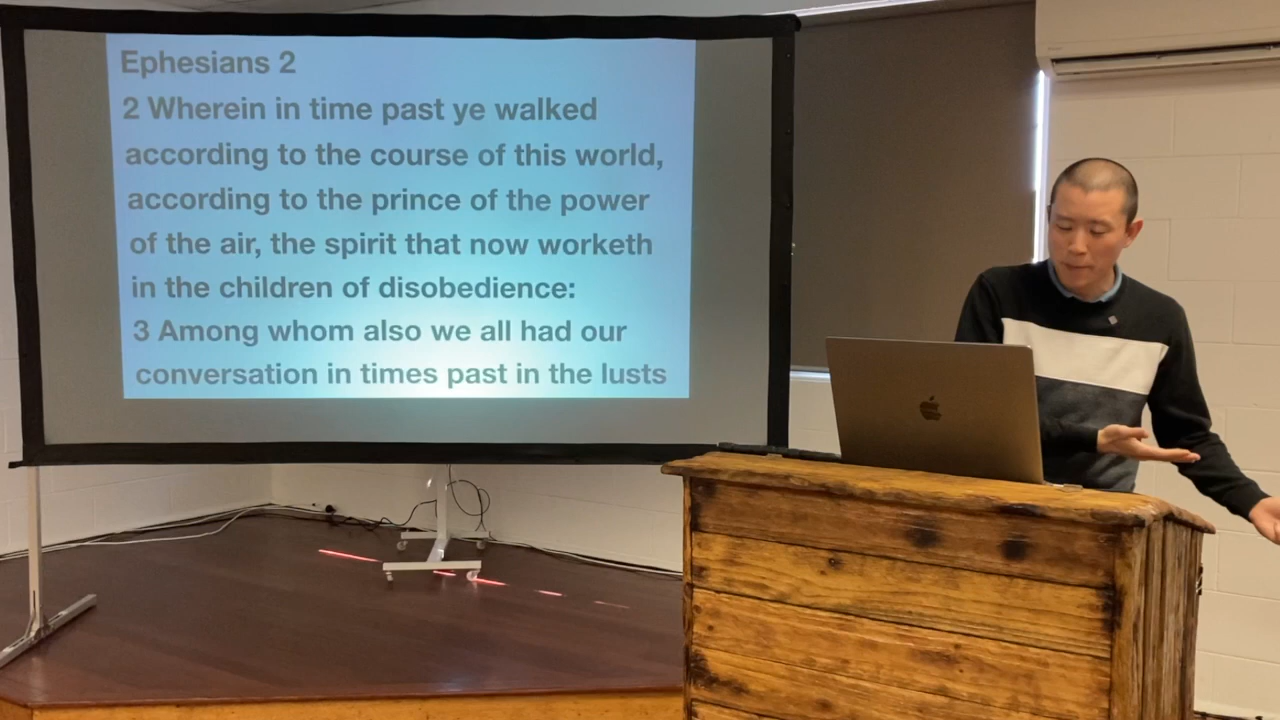 Ephesians 2
2 Wherein in time past ye walked
according to the course of this world,
according to the prince of the power
of the air, the spirit that now worketh
in the children of disobedience:
3 Among whom also we all had our
conversation in times past in the lusts